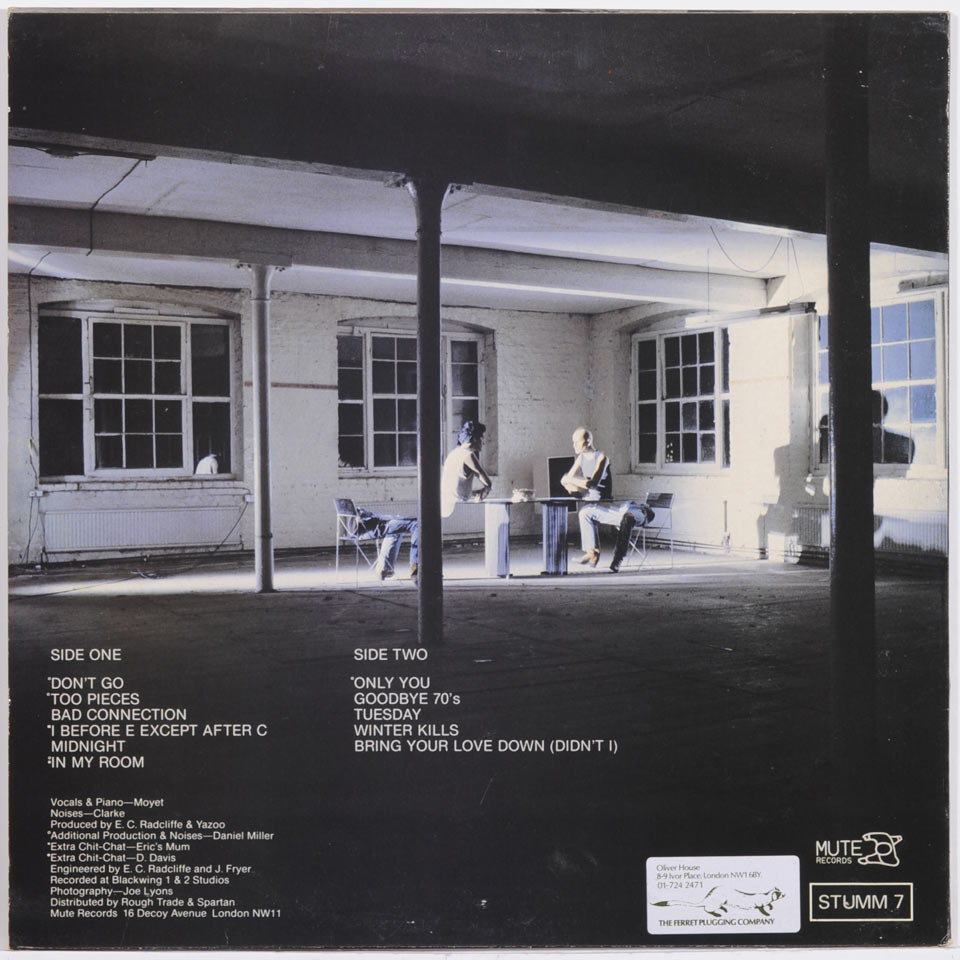 SIDE ONE
*DON'T GO
*TOO PIECES
BAD CONNECTION
*I BEFORE E EXCEPT AFTER C
MIDNIGHT
*IN MY ROOM
SIDE TWO
*ONLY YOU
GOODBYE 70's
TUESDAY
WINTER KILLS
BRING YOUR LOVE DOWN (DIDN'T I)
Vocals & Piano—Moyet
Noises—Clarke
Produced by E. C. Radcliffe & Yazoo
*Additional Production & Noises—Daniel Miller
*Extra Chit-Chat—Eric's Mum
*Extra Chit-Chat—D. Davis
Engineered by E. C. Radcliffe and J. Fryer
Recorded at Blackwing 1 & 2 Studios
Photography—Joe Lyons
Distributed by Rough Trade & Spartan
Mute Records 16 Decoy Avenue London NW11
Oliver House
8-9 Ivor Place, London NW1 6BY.
01-724 2471
THE FERRET PLUGGING COMPANY
MUTE
RECORDS
STUMM 7